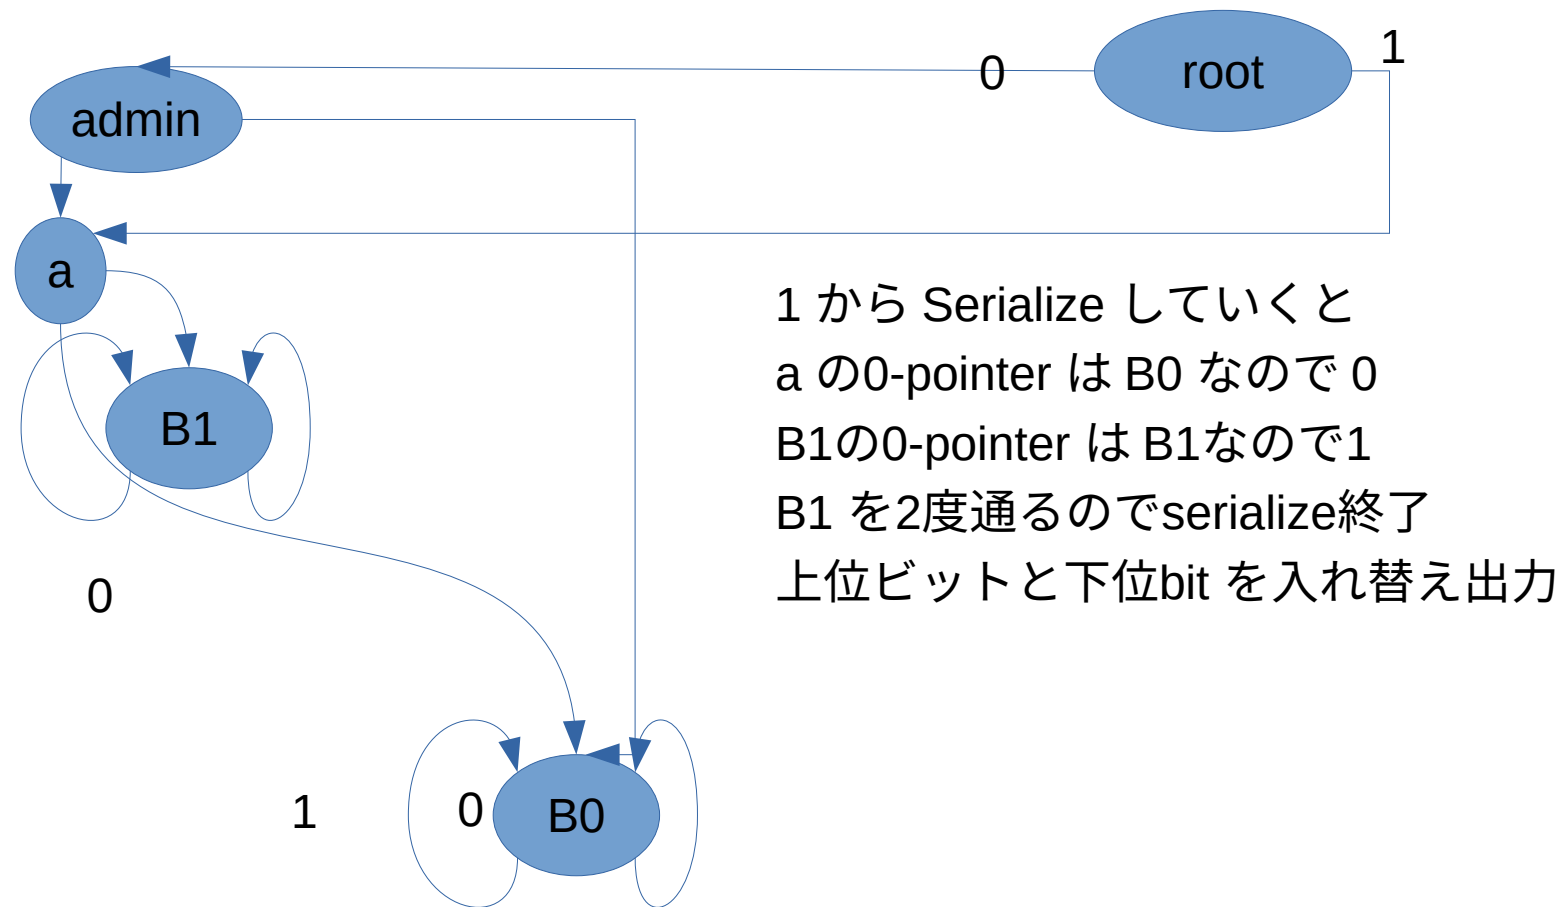 1
0
root
admin
a
1 から Serialize していくと
a の0-pointer は B0 なので 0
B1の0-pointer は B1なので1
B1 を2度通るのでserialize終了
上位ビットと下位bit を入れ替え出力
B1
0
1
0
B0